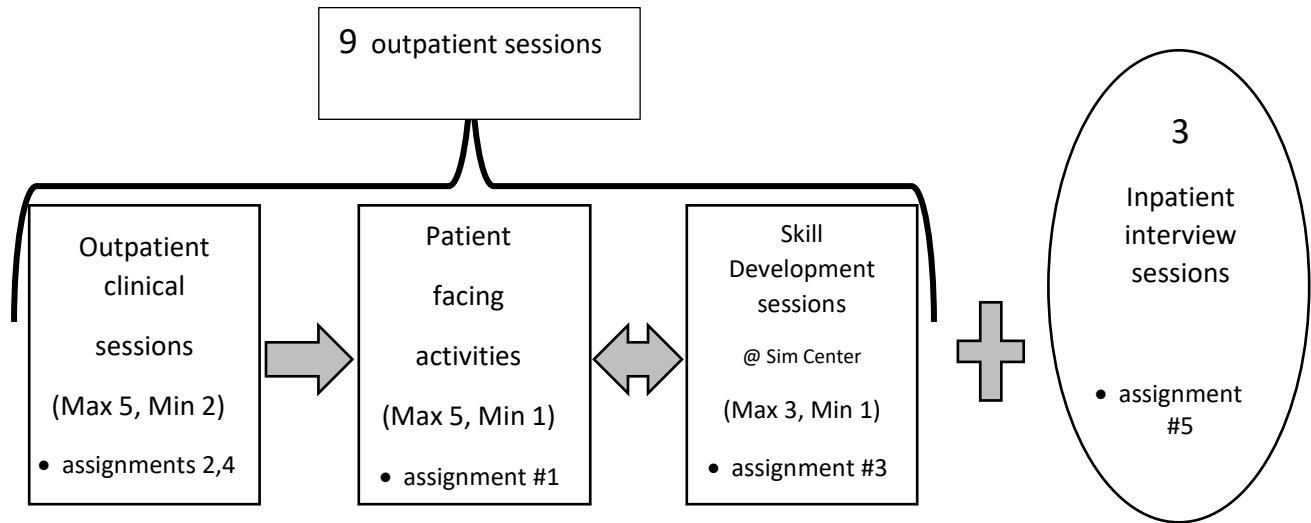 9 outpatient sessions
Outpatient
clinical
sessions
(Max 5, Min 2)
• assignments 2,4
Patient
facing
activities
(Max 5, Min 1)
• assignment #1
Skill
Development
sessions
@ Sim Center
(Max 3, Min 1)
• assignment #3
3
Inpatient
interview
sessions
• assignment
#5